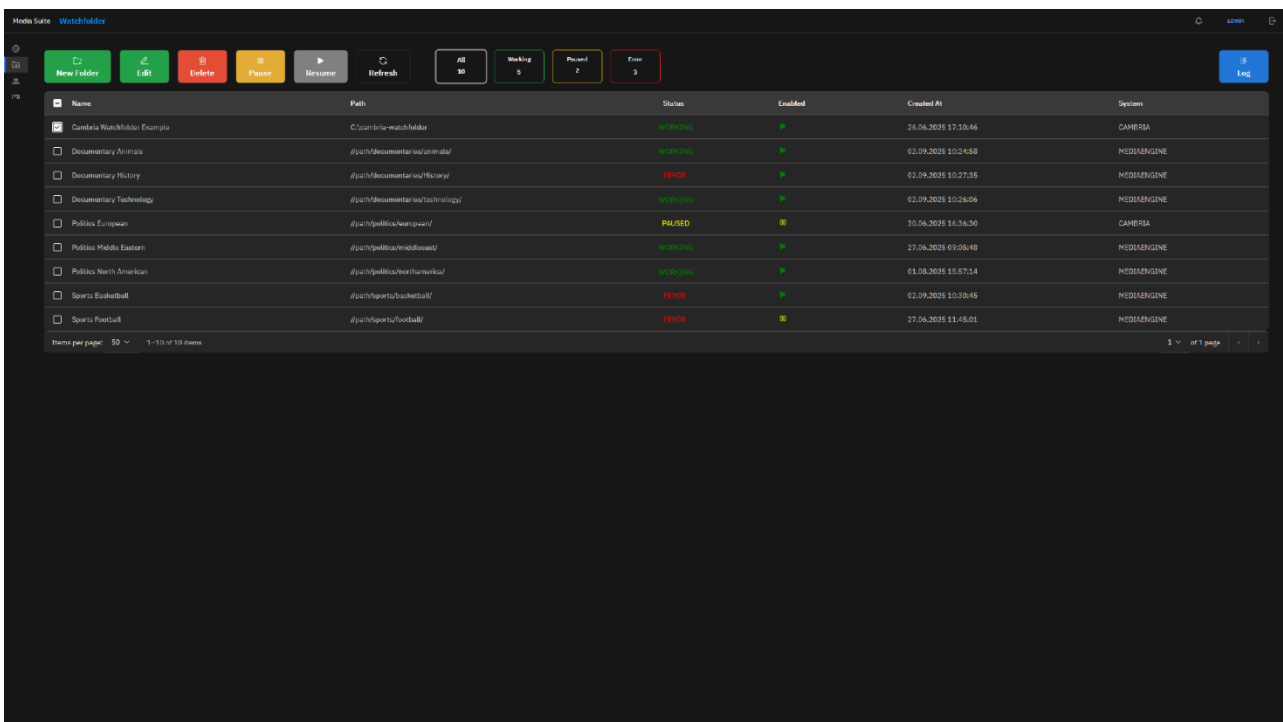 Media Suite Watchfolder admin
New Folder Edit Delete Pause Resume Refresh All 10 Working 5 Paused 2 Error 3 Log
Name Path Status Enabled Created At System
Cambria Watchfolder Example C:\cambria-watchfolder WORKING 26.06.2025 17:10:46 CAMBRIA
Documentary Animals //path/documentaries/animals/ WORKING 02.09.2025 10:24:58 MEDIAENGINE
Documentary History //path/documentaries/History/ ERROR 02.09.2025 10:27:35 MEDIAENGINE
Documentary Technology //path/documentaries/technology/ WORKING 02.09.2025 10:26:06 MEDIAENGINE
Politics European //path/politics/european/ PAUSED 30.06.2025 16:36:30 CAMBRIA
Politics Middle Eastern //path/politics/middleeast/ WORKING 27.06.2025 09:05:48 MEDIAENGINE
Politics North American //path/politics/northamerica/ WORKING 01.08.2025 15:57:14 MEDIAENGINE
Sports Basketball //path/sports/basketball/ ERROR 02.09.2025 10:30:45 MEDIAENGINE
Sports Football //path/sports/football/ ERROR 27.06.2025 11:45:01 MEDIAENGINE
Items per page: 50 1–10 of 10 items 1 of 1 page